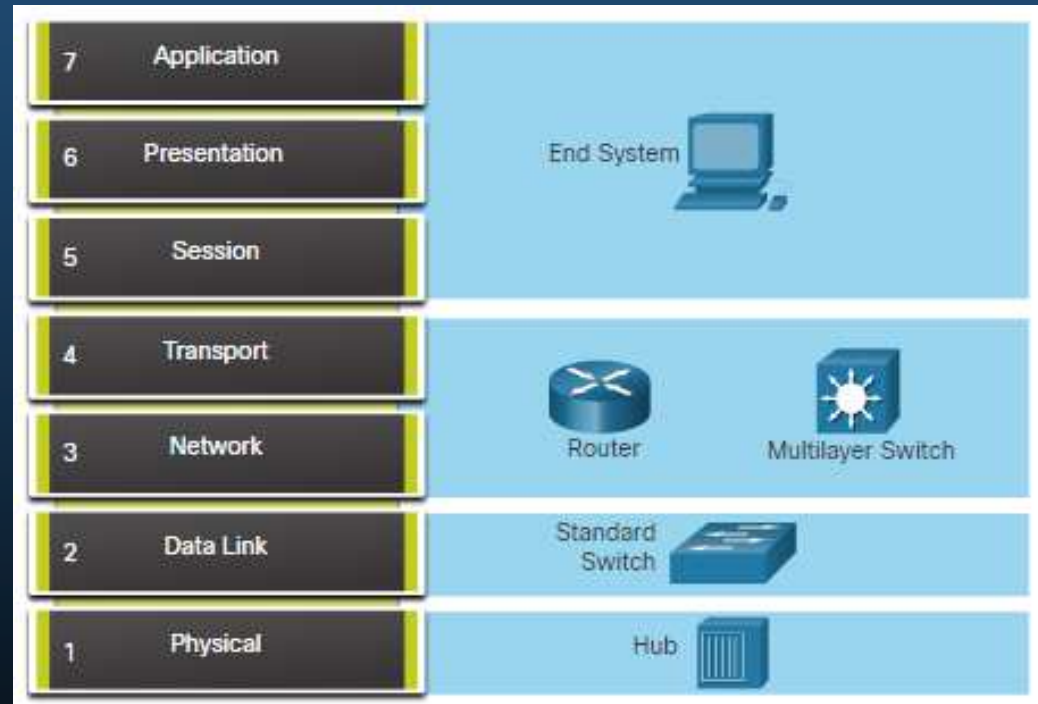 7 Application
6 Presentation
End System
5 Session
4 Transport
3 Network
Router
Multilayer Switch
2 Data Link
Standard
Switch
1 Physical
Hub